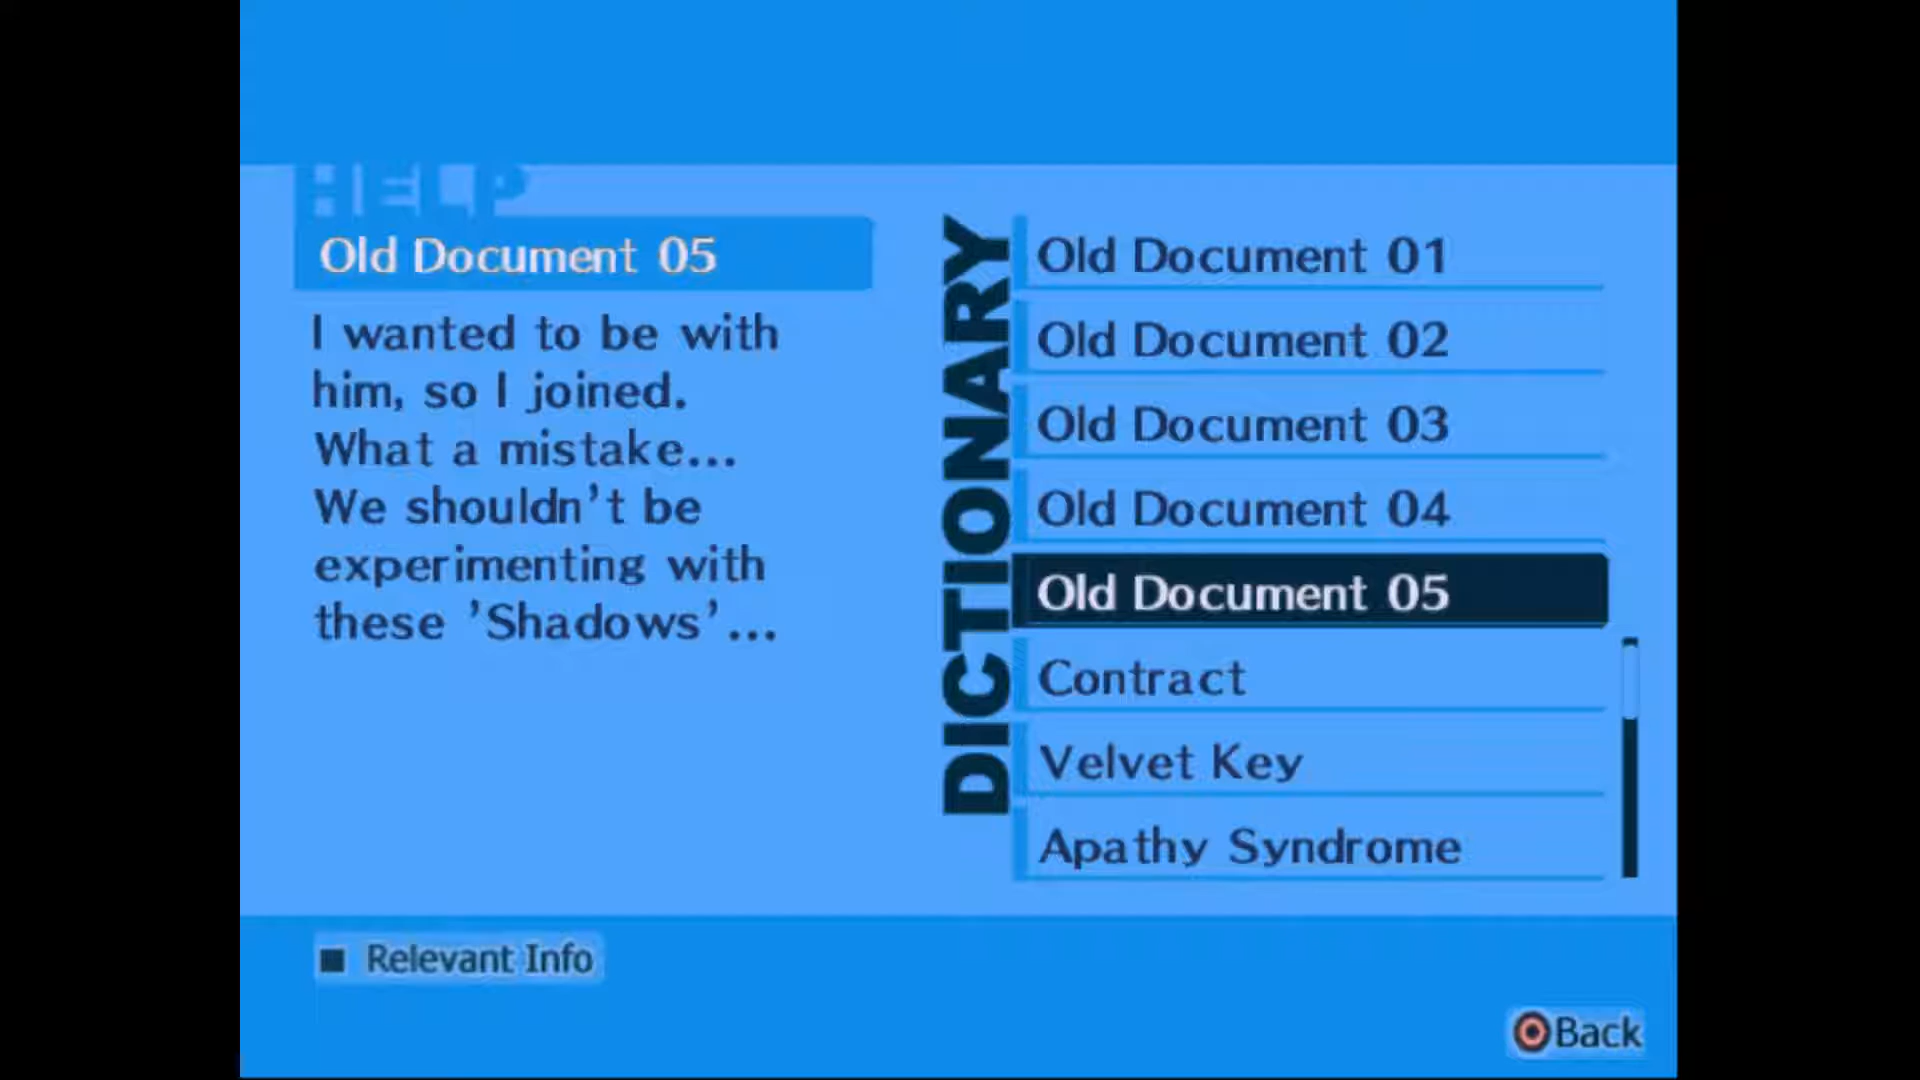 HELP
Old Document 05
I wanted to be with
him, so I joined.
What a mistake...
We shouldn't be
experimenting with
these 'Shadows'...
DICTIONARY
Old Document 01
Old Document 02
Old Document 03
Old Document 04
Old Document 05
Contract
Velvet Key
Apathy Syndrome
Relevant Info
Back